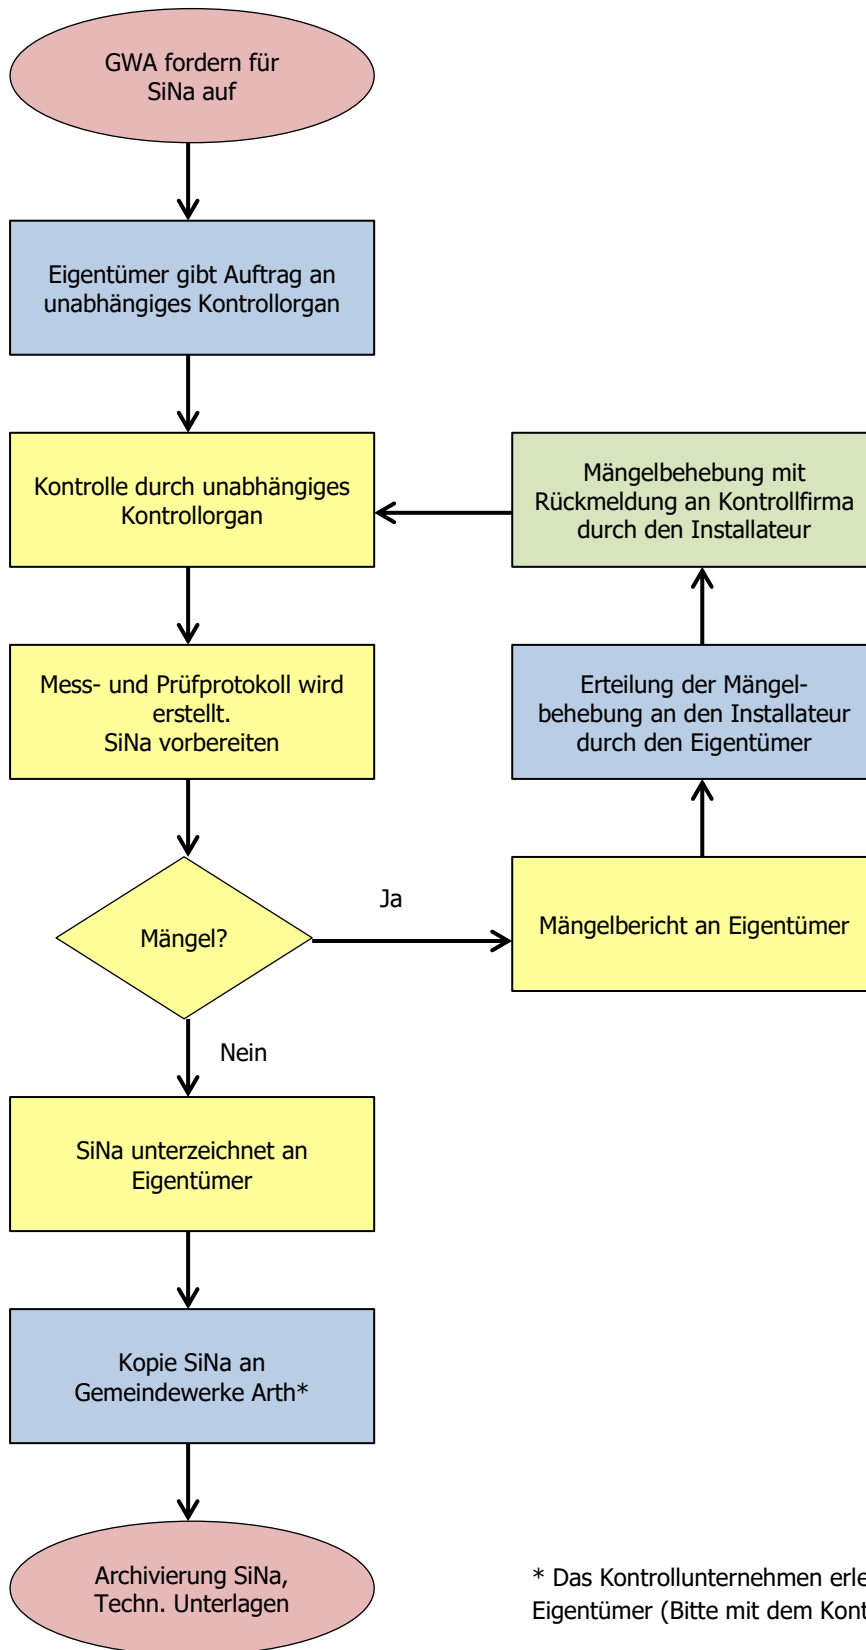 GWA fordern für
SiNa auf
Eigentümer gibt Auftrag an
unabhängiges Kontrollorgan
Kontrolle durch unabhängiges
Kontrollorgan
Mängelbehebung mit
Rückmeldung an Kontrollfirma
durch den Installateur
Mess- und Prüfprotokoll wird
erstellt.
SiNa vorbereiten
Erteilung der Mängel-
behebung an den Installateur
durch den Eigentümer
Mängel?
Ja
Mängelbericht an Eigentümer
Nein
SiNa unterzeichnet an
Eigentümer
Kopie SiNa an
Gemeindewerke Arth*
Archivierung SiNa,
Techn. Unterlagen
* Das Kontrollunternehmen
Eigentümer (Bitte mit dem